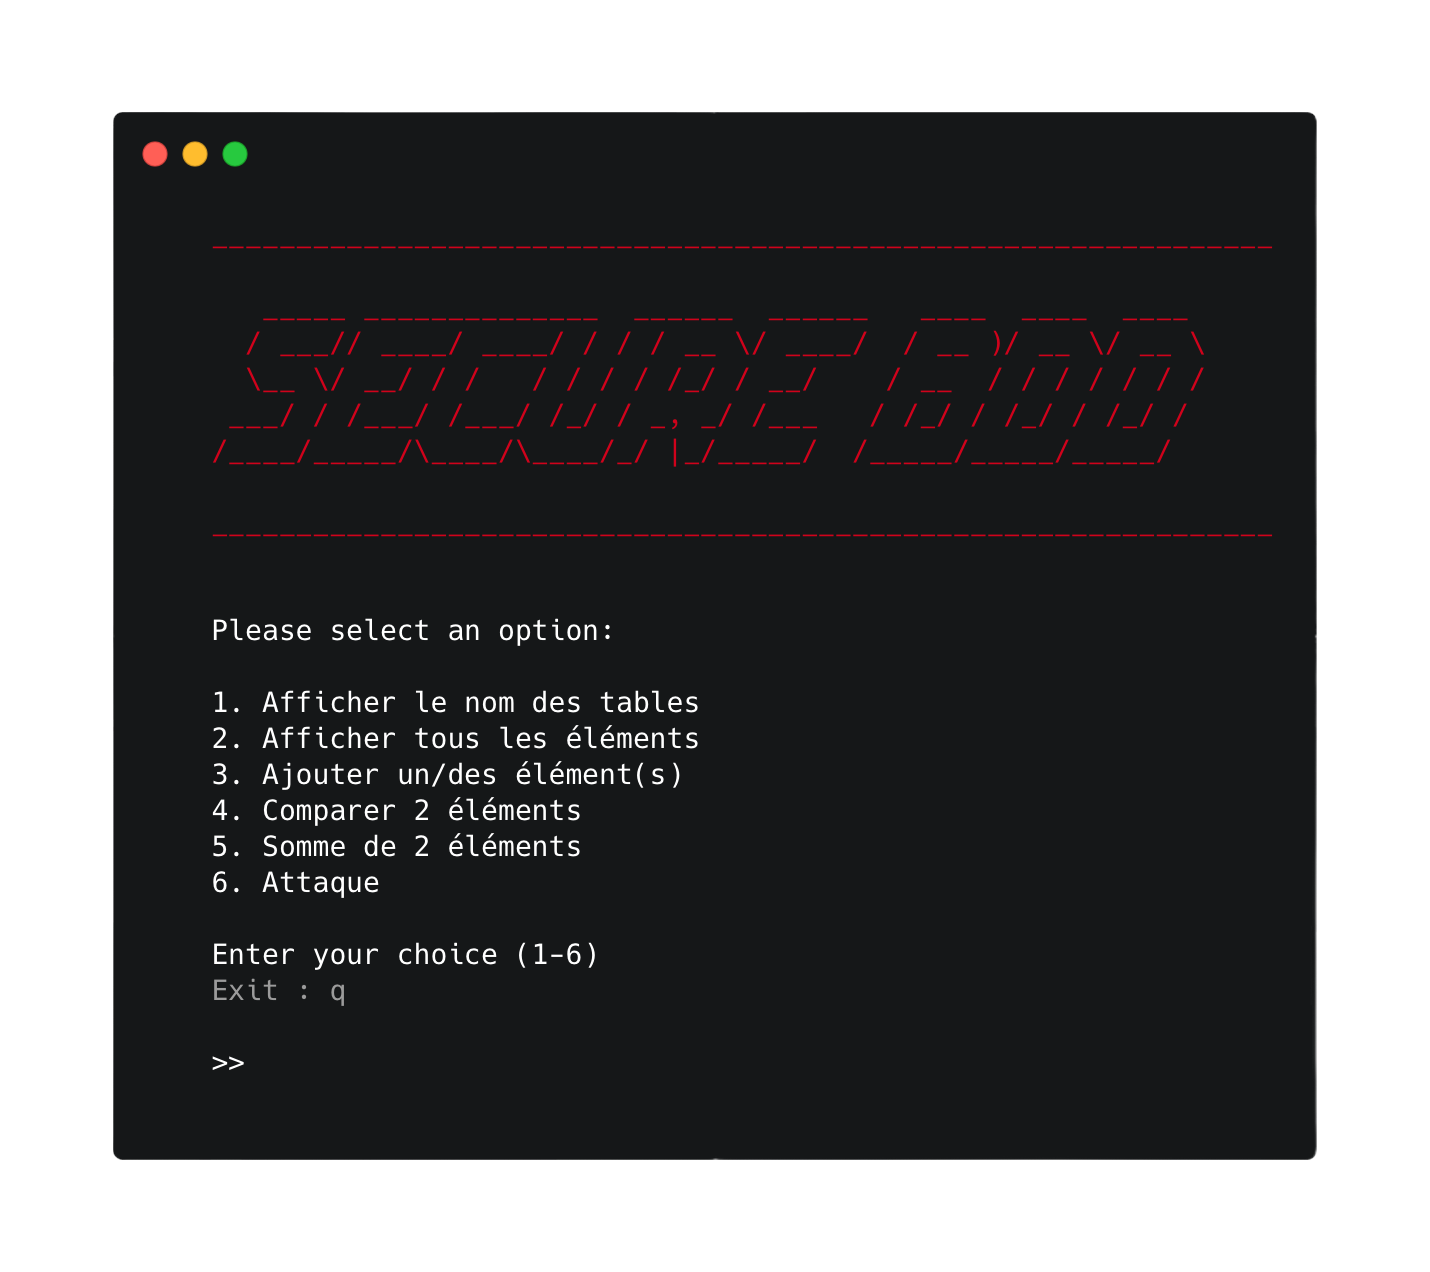 SECURE BDD
Please select an option:
1. Afficher le nom des tables
2. Afficher tous les éléments
3. Ajouter un/des élément(s)
4. Comparer 2 éléments
5. Somme de 2 éléments
6. Attaque
Enter your choice (1-6)
Exit : q
>>